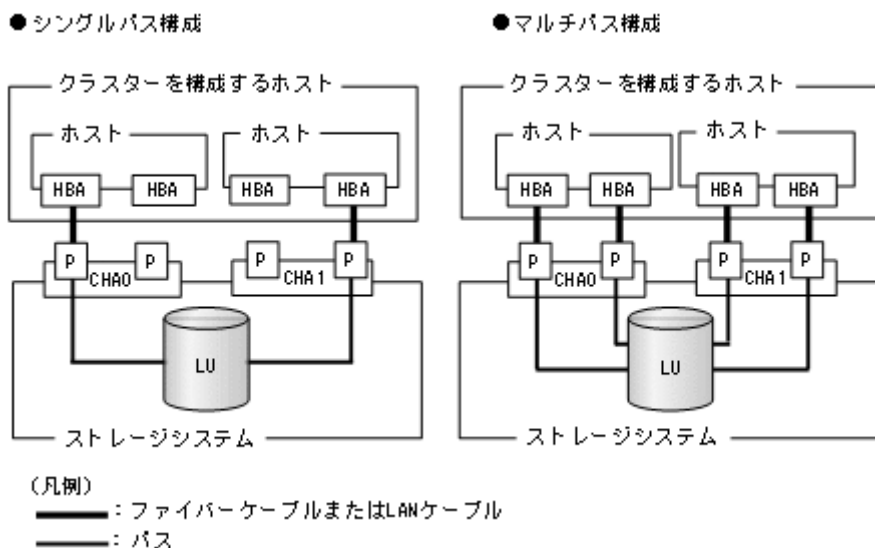 ●シングルパス構成
●マルチパス構成
クラスターを構成するホスト
ホスト
ホスト
HBA
HBA
HBA
HBA
P
P
P
P
CHA0
CHA1
LU
ストレージシステム
クラスターを構成するホスト
ホスト
ホスト
HBA
HBA
HBA
HBA
P
P
P
P
CHA0
CHA1
LU
ストレージシステム
(凡例)
:ファイバーケーブルまたはLANケーブル
:パス